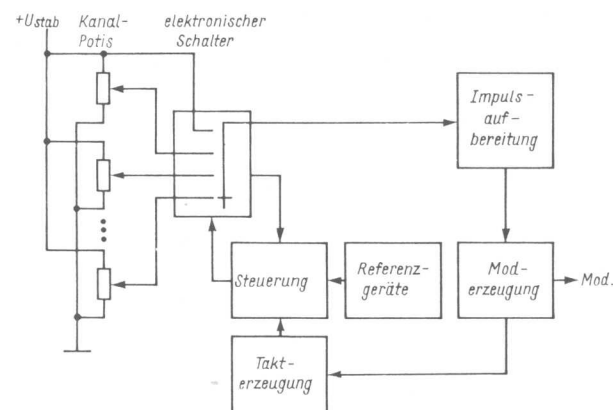 +Ustab
Kanal-
Potis
elektronischer
Schalter
Impuls-
auf-
bereitung
Steuerung
Referenz-
geräte
Mod-
erzeugung
Mod.
Takt-
erzeugung